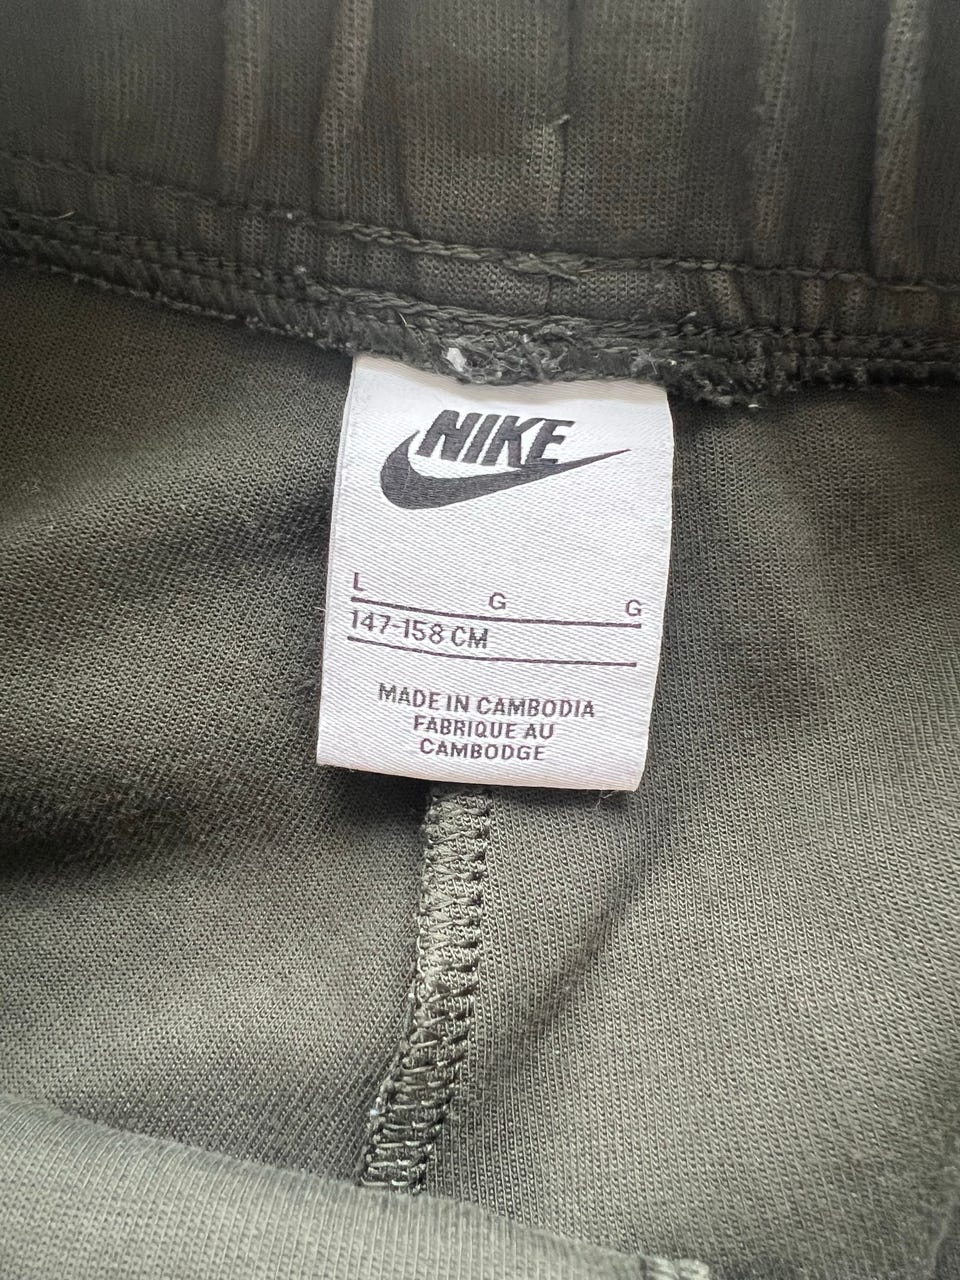 NIKE
L G G
147-158 CM
MADE IN CAMBODIA
FABRIQUE AU
CAMBODGE